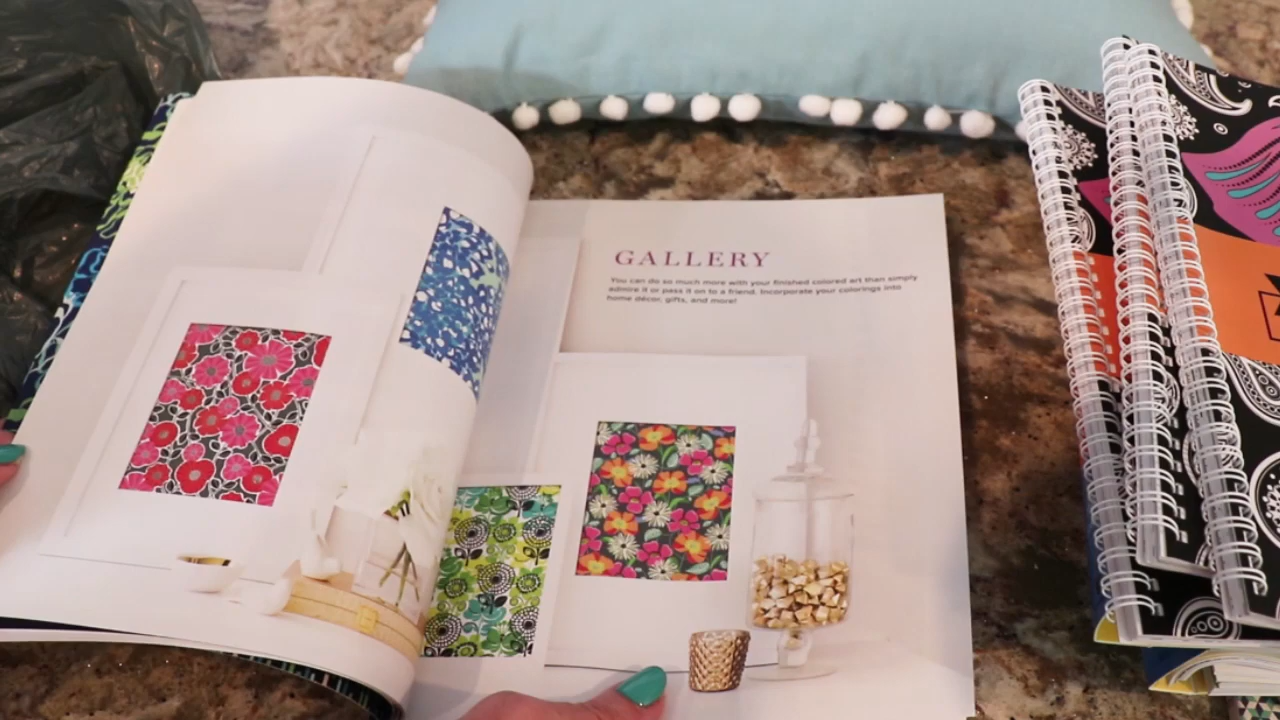 GALLERY
You can do so much more with your finished colored art than simply
admire it or pass it on to a friend. Incorporate your colorings into
home décor, gifts, and more!